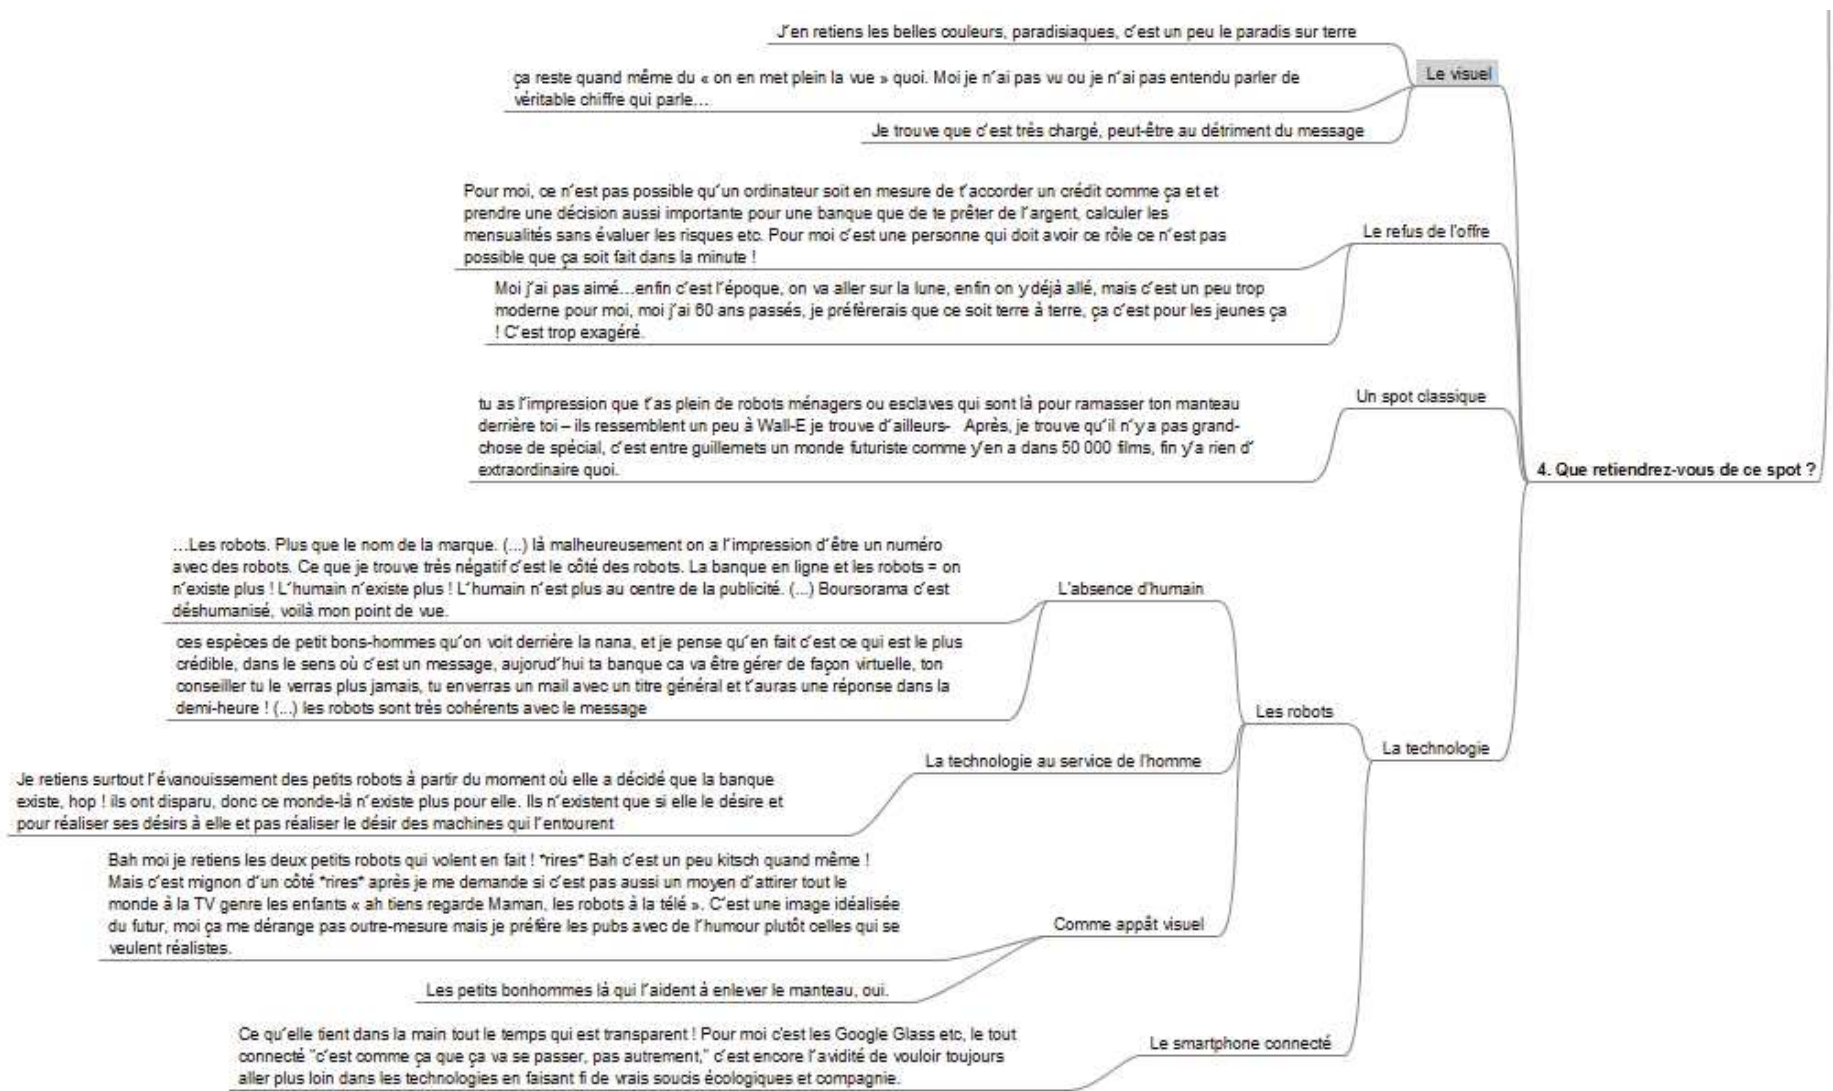 J'en retiens les belles couleurs, paradisiaques, c'est un peu le paradis sur terre
ça reste quand même du « on en met plein la vue » quoi. Moi je n'ai pas vu ou je n'ai pas entendu parler de
véritable chiffre qui parle…
Le visuel
Je trouve que c'est très chargé, peut-être au détriment du message
Pour moi, ce n'est pas possible qu'un ordinateur soit en mesure de t'accorder un crédit comme ça et et
prendre une décision aussi importante pour une banque que de te prêter de l'argent, calculer les
mensualités sans évaluer les risques etc. Pour moi c'est une personne qui doit avoir ce rôle ce n'est pas
possible que ça soit fait dans la minute !
Le refus de l'offre
Moi j'ai pas aimé…enfin c'est l'époque, on va aller sur la lune, enfin on y déjà allé, mais c'est un peu trop
moderne pour moi, moi j'ai 60 ans passés, je préfèrerais que ce soit terre à terre, ça c'est pour les jeunes ça
! C'est trop exagéré.
Un spot classique
tu as l'impression que t'as plein de robots ménagers ou esclaves qui sont là pour ramasser ton manteau
derrière toi – ils ressemblent un peu à Wall-E je trouve d'ailleurs- Après, je trouve qu'il n'y a pas grand-
chose de spécial, c'est entre guillemets un monde futuriste comme y'en a dans 50 000 films, fin y'a rien d'
extraordinaire quoi.
4. Que retiendrez-vous de ce spot ?
…Les robots. Plus que le nom de la marque. (...) là malheureusement on a l'impression d'être un numéro
avec des robots. Ce que je trouve très négatif c'est le côté des robots. La banque en ligne et les robots = on
n'existe plus ! L'humain n'existe plus ! L'humain n'est plus au centre de la publicité. (...) Boursorama c'est
déshumanisé, voilà mon point de vue.
L'absence d'humain
ces espèces de petit bons-hommes qu'on voit derrière la nana, et je pense qu'en fait c'est ce qui est le plus
crédible, dans le sens où c'est un message, aujorud'hui ta banque ca va être gérer de façon virtuelle, ton
conseiller tu le verras plus jamais, tu enverras un mail avec un titre général et t'auras une réponse dans la
demi-heure ! (...) les robots sont très cohérents avec le message
Les robots
La technologie
La technologie au service de l'homme
Je retiens surtout l'évanouissement des petits robots à partir du moment où elle a décidé que la banque
existe, hop ! ils ont disparu, donc ce monde-là n'existe plus pour elle. Ils n'existent que si elle le désire et
pour réaliser ses désirs à elle et pas réaliser le désir des machines qui l'entourent
Bah moi je retiens les deux petits robots qui volent en fait ! *rires* Bah c'est un peu kitsch quand même !
Mais c'est mignon d'un côté *rires* après je me demande si c'est pas aussi un moyen d'attirer tout le
monde à la TV genre les enfants « ah tiens regarde Maman, les robots à la télé ». C'est une image idéalisée
du futur, moi ça me dérange pas outre-mesure mais je préfère les pubs avec de l'humour plutôt celles qui se
veulent réalistes.
Comme appât visuel
Les petits bonhommes là qui l'aident à enlever le manteau, oui.
Ce qu'elle tient dans la main tout le temps qui est transparent ! Pour moi c'est les Google Glass etc, le tout
connecté "c'est comme ça que ça va se passer, pas autrement," c'est encore l'avidité de vouloir toujours
aller plus loin dans les technologies en faisant fi de vrais soucis écologiques et compagnie.
Le smartphone connecté